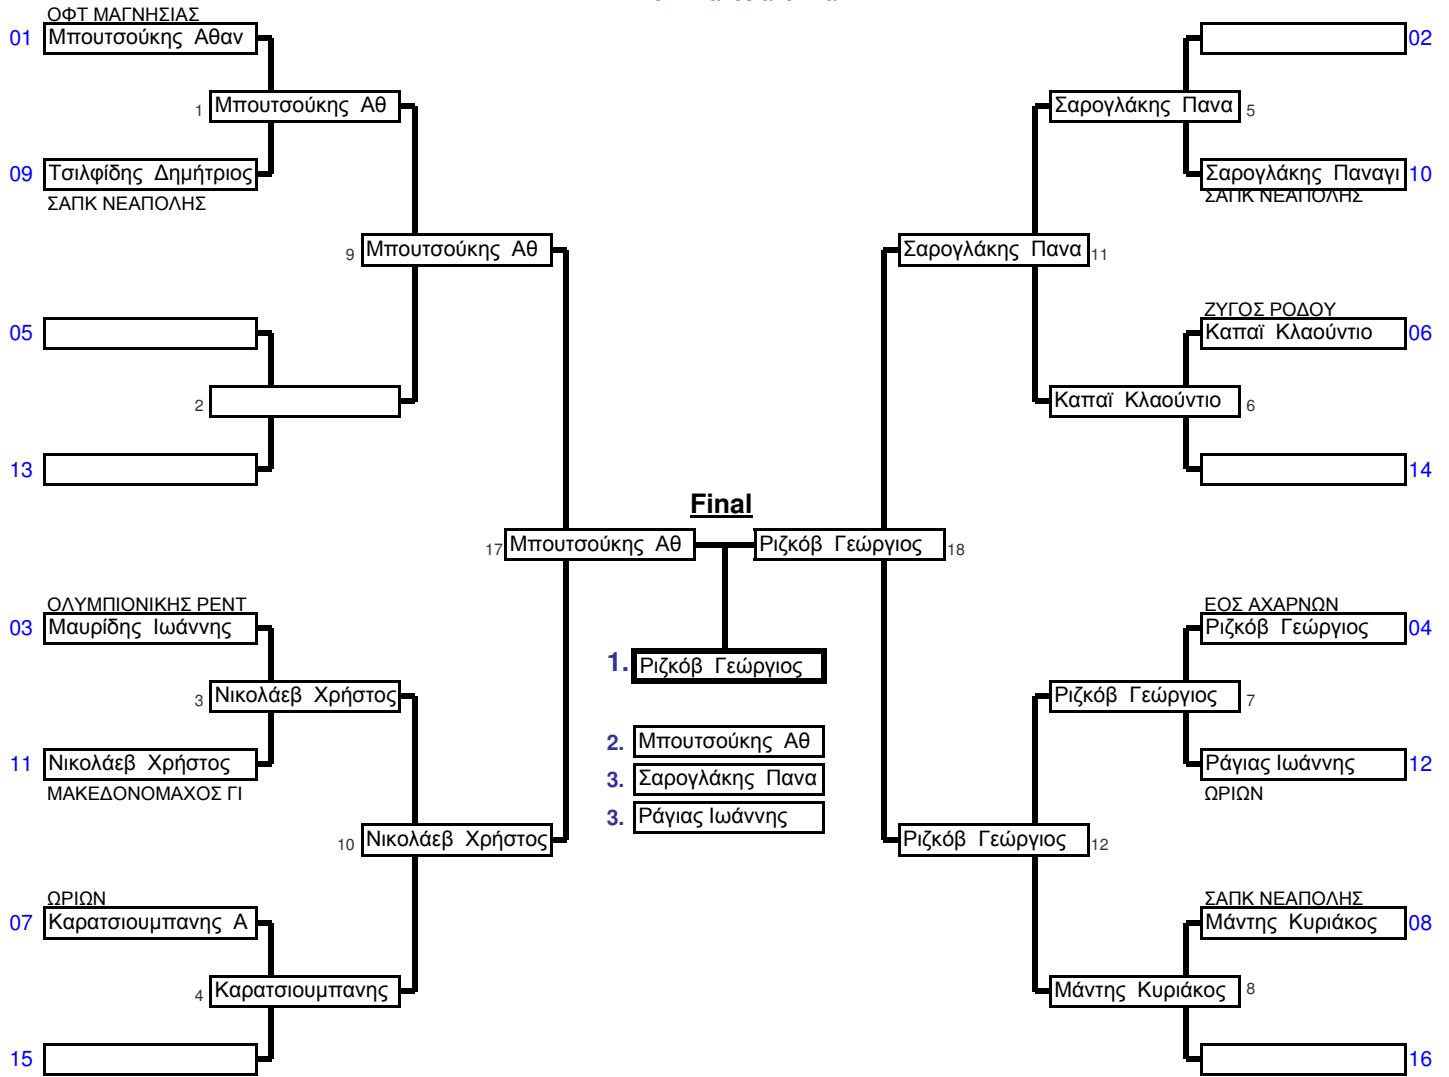 ΟΦΤ ΜΑΓΝΗΣΙΑΣ
01 Μπουτσούκης Αθαν
1 Μπουτσούκης Αθ
09 Τσιλφίδης Δημήτριος
ΣΑΠΚ ΝΕΑΠΟΛΗΣ
9 Μπουτσούκης Αθ
05
2
13
17 Μπουτσούκης Αθ
ΟΛΥΜΠΙΟΝΙΚΗΣ ΡΕΝΤ
03 Μαυρίδης Ιωάννης
3 Νικολάεβ Χρήστος
11 Νικολάεβ Χρήστος
ΜΑΚΕΔΟΝΟΜΑΧΟΣ ΓΙ
10 Νικολάεβ Χρήστος
ΩΡΙΩΝ
07 Καρατσιουμπανης Α
4 Καρατσιουμπανης
15
Final
1. Ριζκόβ Γεώργιος
2. Μπουτσούκης Αθ
3. Σαρογλάκης Πανα
3. Ράγιας Ιωάννης
02
Σαρογλάκης Πανα 5
Σαρογλάκης Παναγι 10
ΣΑΠΚ ΝΕΑΠΟΛΗΣ
Σαρογλάκης Πανα 11
ΖΥΓΟΣ ΡΟΔΟΥ
Καπαϊ Κλαούντιο 06
Καπαϊ Κλαούντιο 6
14
Ριζκόβ Γεώργιος 18
ΕΟΣ ΑΧΑΡΝΩΝ
Ριζκόβ Γεώργιος 04
Ριζκόβ Γεώργιος 7
Ράγιας Ιωάννης 12
ΩΡΙΩΝ
Ριζκόβ Γεώργιος 12
ΣΑΠΚ ΝΕΑΠΟΛΗΣ
Μάντης Κυριάκος 08
Μάντης Κυριάκος 8
16